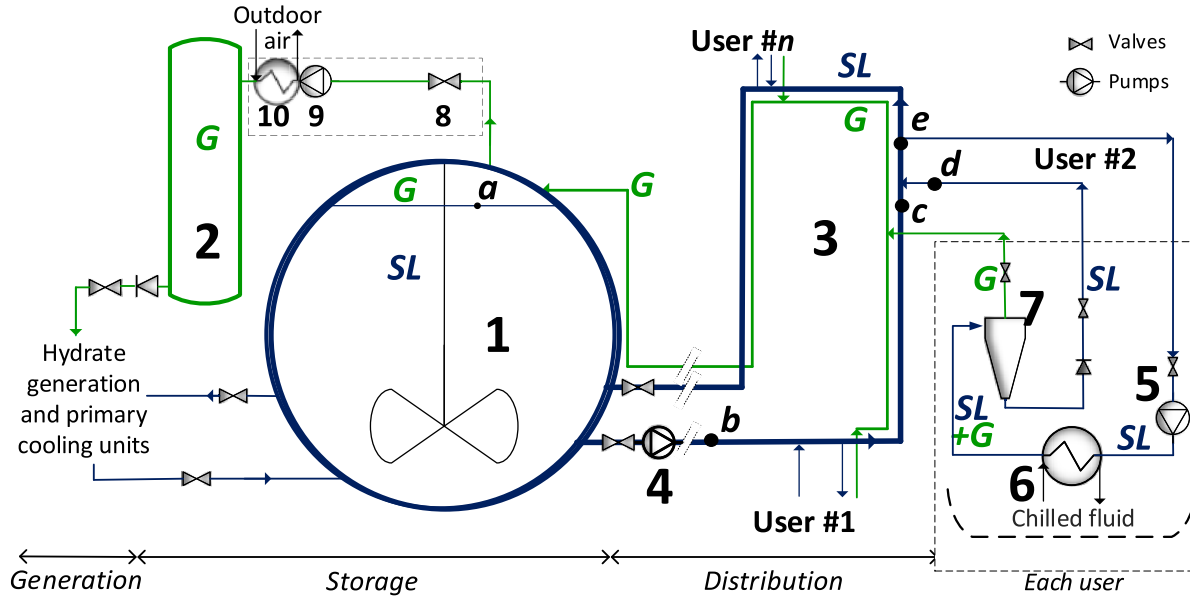 Outdoor
air
User #n
SL
Valves
Pumps
10
9
8
G
e
G
User #2
G
a
G
d
c
2
SL
3
G
SL
7
1
Hydrate
generation
and primary
cooling units
5
SL
+G
SL
b
4
6
User #1
Chilled fluid
Generation
Storage
Distribution
Each user